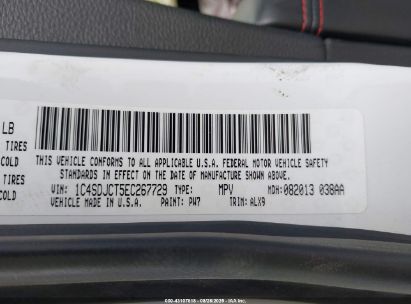 LB
TIRES
COLD
TIRES
COLD
THIS VEHICLE CONFORMS TO ALL APPLICABLE U.S.A. FEDERAL MOTOR VEHICLE SAFETY
STANDARDS IN EFFECT ON THE DATE OF MANUFACTURE SHOWN ABOVE.
VIN: 1C4SDJCT5EC267729 TYPE: MPV MDH: 082013 038AA
VEHICLE MADE IN U.S.A. PAINT: PW7 TRIM: ALX9